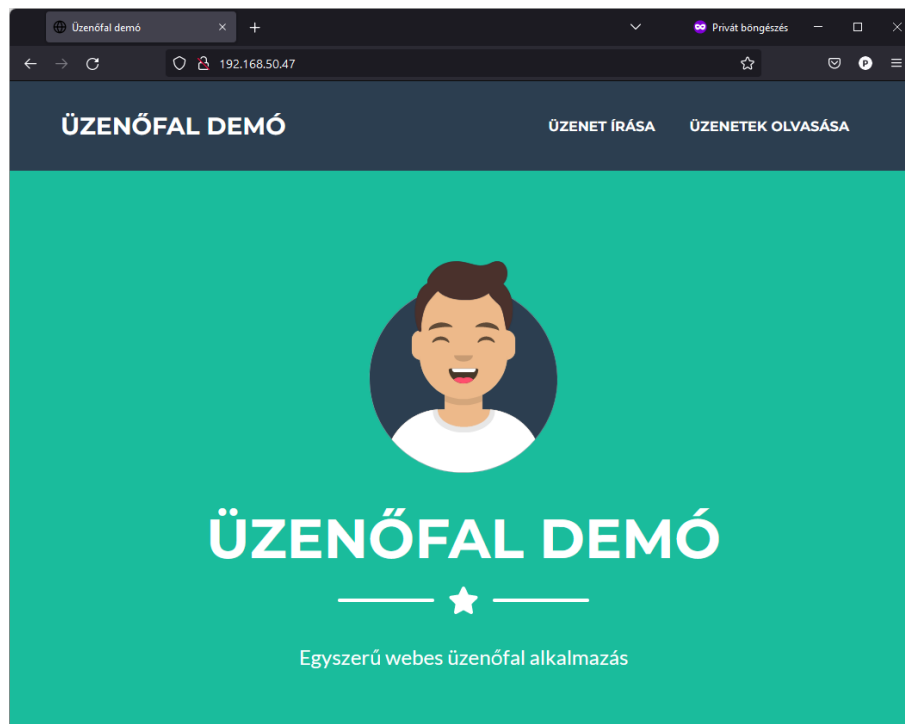 Üzenőfal demó
Privát böngészés
192.168.50.47
P
ÜZENŐFAL DEMÓ
ÜZENET ÍRÁSA
ÜZENETEK OLVASÁSA
ÜZENŐFAL DEMÓ
Egyszerű webes üzenőfal alkalmazás